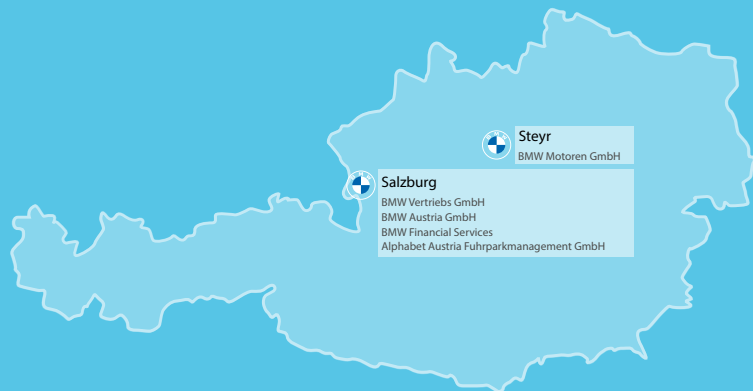 Steyr
BMW Motoren GmbH
Salzburg
BMW Vertriebs GmbH
BMW Austria GmbH
BMW Financial Services
Alphabet Austria Fuhrparkmanagement GmbH